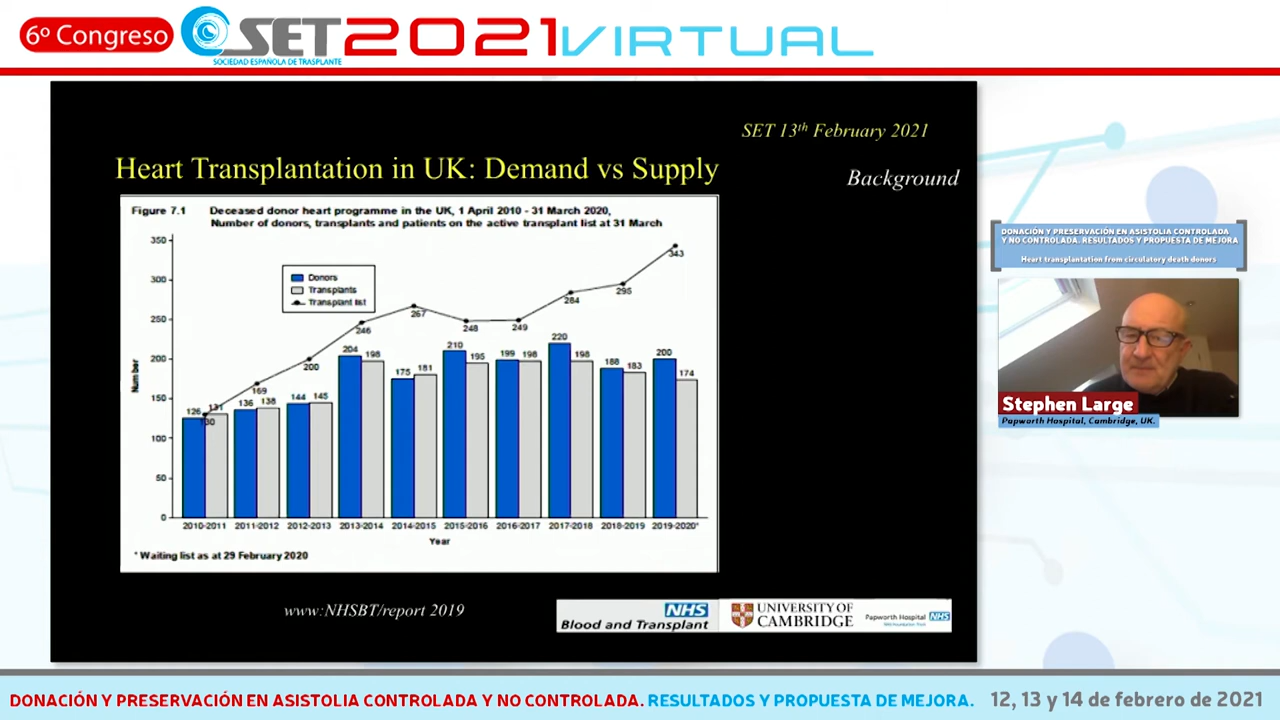 6º Congreso
SET
2021
VIRTUAL
SOCIEDAD ESPAÑOLA DE TRASPLANTE
SET 13th February 2021
Heart Transplantation in UK: Demand vs Supply
Background
Figure 7.1 Deceased donor heart programme in the UK, 1 April 2010 - 31 March 2020,
Number of donors, transplants and patients on the active transplant list at 31 March
Donors
Transplants
Transplant list
Number
350
300
250
200
150
100
50
0
126 131 136 138 144 145 204 198 175 181 210 195 199 198 220 198 188 183 200 174
130 169 200 246 267 248 249 284 295 343
2010-2011 2011-2012 2012-2013 2013-2014 2014-2015 2015-2016 2016-2017 2017-2018 2018-2019 2019-2020*
Year
* Waiting list as at 29 February 2020
www:NHSBT/report 2019
NHS
Blood and Transplant
UNIVERSITY OF
CAMBRIDGE
Papworth Hospital NHS
DONACIÓN Y PRESERVACIÓN EN ASISTOLIA CONTROLADA
Y NO CONTROLADA. RESULTADOS Y PROPUESTA DE MEJORA
Heart transplantation from circulatory death donors
Stephen Large
Papworth Hospital, Cambridge, UK.
DONACIÓN Y PRESERVACIÓN EN ASISTOLIA CONTROLADA Y NO CONTROLADA. RESULTADOS Y PROPUESTA DE MEJORA. 12, 13 y 14 de febrero de 2021